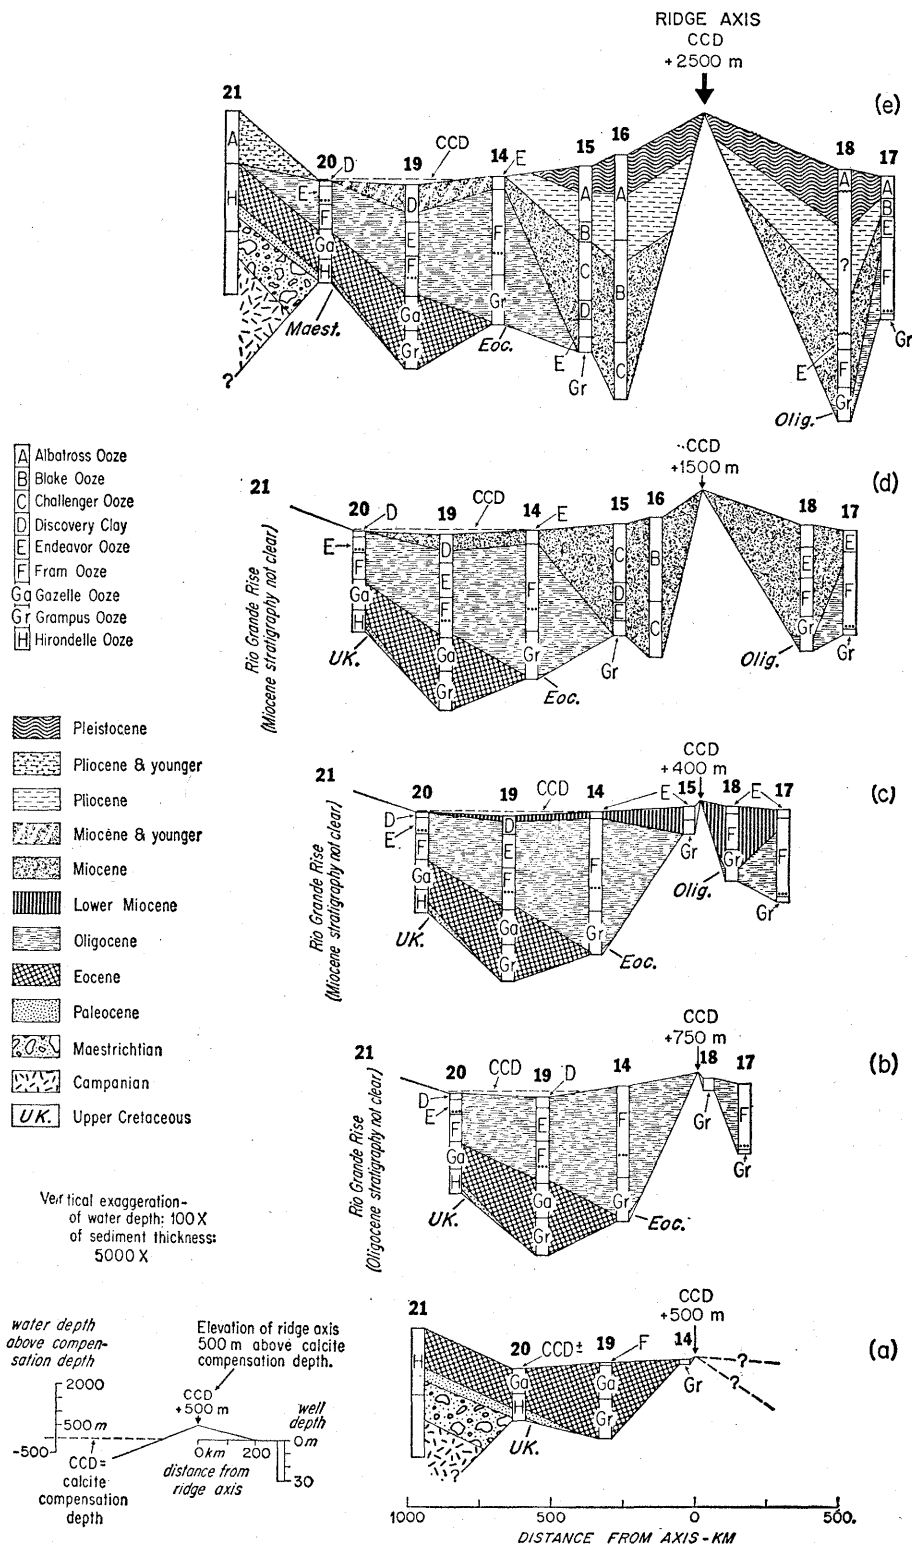 RIDGE AXIS
CCD
+2500 m
(e)
21
20
D
19
CCD
14
E
15
16
18
17
A
H
E
F
Ga
H
D
E
F
Ga
Gr
F
Gr
A
B
C
D
A
B
C
A
?
F
Gr
A
B
E
F
Gr
E
E
Gr
Maest.
Eoc.
Olig.
?
A Albatross Ooze
B Blake Ooze
C Challenger Ooze
D Discovery Clay
E Endeavor Ooze
F Fram Ooze
Ga Gazelle Ooze
Gr Grampus Ooze
H Hirondelle Ooze
CCD
+1500 m
(d)
21
20
D
19
CCD
14
E
15
16
18
17
E
F
Ga
H
D
E
F
Ga
Gr
F
Gr
C
D
E
Gr
B
C
E
F
Gr
E
F
Gr
UK.
Eoc.
Olig.
Rio Grande Rise
(Miocene stratigraphy not clear)
Pleistocene
Pliocene & younger
Pliocene
Miocene & younger
Miocene
Lower Miocene
Oligocene
Eocene
Paleocene
Maestrichtian
Campanian
UK. Upper Cretaceous
CCD
+400 m
(c)
21
20
19
CCD
14
E
15
18
E
17
D
E
F
Ga
H
D
E
F
Ga
Gr
F
Gr
Gr
F
Gr
F
Gr
UK.
Eoc.
Olig.
Rio Grande Rise
(Miocene stratigraphy not clear)
CCD
+750 m
(b)
21
20
CCD
19
D
14
18
17
D
E
F
Ga
H
E
F
Ga
Gr
F
Gr
Gr
F
Gr
UK.
Eoc.
Rio Grande Rise
(Oligocene stratigraphy not clear)
Vertical exaggeration-
of water depth: 100X
of sediment thickness:
5000 X
CCD
+500 m
(a)
21
20
CCD±
19
F
14
H
Ga
H
Ga
Gr
Gr
?
?
UK.
?
water depth
above compen-
sation depth
2000
500 m
-500
CCD=
calcite
compensation
depth
Elevation of ridge axis
500 m above calcite
compensation depth.
CCD
+500 m
well
depth
0 m
30
0 km 200
distance from
ridge axis
1000 500 0 500.
DISTANCE FROM AXIS-KM